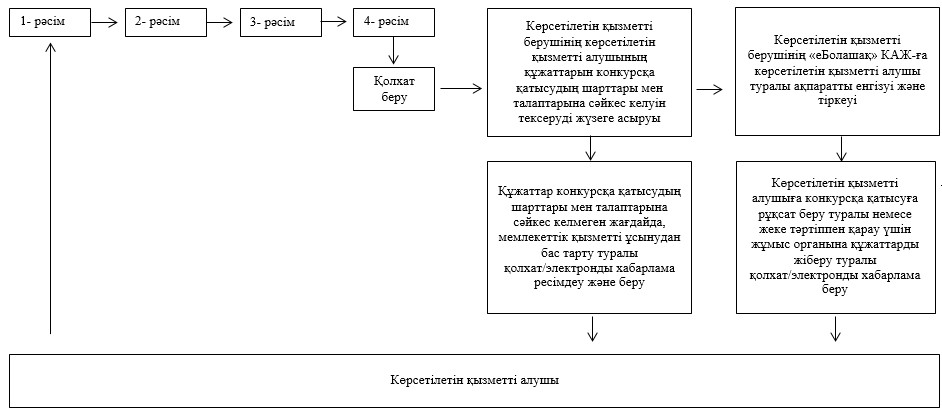 1- рәсім
2- рәсім
3- рәсім
4- рәсім
Қолхат
беру
Көрсетілетін қызметті
берушінің көрсетілетін
қызметті алушының
құжаттарын конкурсқа
қатысудың шарттары мен
талаптарына сәйкес келуін
тексеруді жүзеге асыруы
Көрсетілетін қызметті
берушінің «еБолашақ» КАЖ-ға
көрсетілетін қызметті алушы
туралы ақпаратты енгізуі және
тіркеуі
Құжаттар конкурсқа қатысудың
шарттары мен талаптарына
сәйкес келмеген жағдайда,
мемлекеттік қызметті ұсынудан
бас тарту туралы
қолхат/электронды хабарлама
ресімдеу және беру
Көрсетілетін қызметті
алушыға конкурсқа қатысуға
рұқсат беру туралы немесе
жеке тәртіппен қарау үшін
жұмыс органына құжаттарды
жіберу туралы
қолхат/электронды хабарлама
беру
Көрсетілетін қызметті алушы